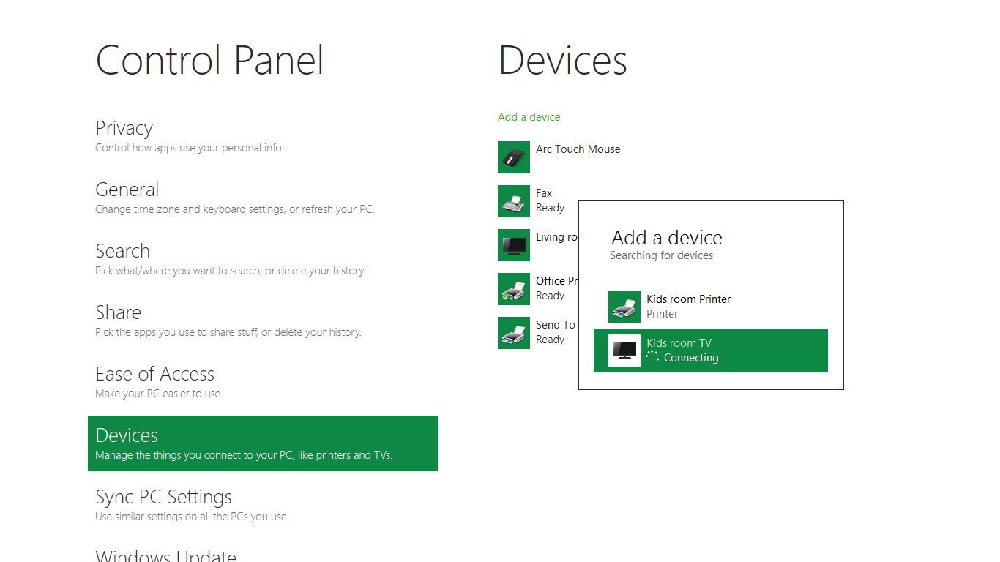 Control Panel
Privacy
Control how apps use your personal info.
General
Change time zone and keyboard settings, or refresh your PC.
Search
Pick what/where you want to search, or delete your history.
Share
Pick the apps you use to share stuff, or delete your history.
Ease of Access
Make your PC easier to use.
Devices
Manage the things you connect to your PC, like printers and TVs.
Sync PC Settings
Use similar settings on all the PCs you use.
Windows Update
Devices
Add a device
Arc Touch Mouse
Fax
Ready
Living ro
Office Pr
Ready
Send To
Ready
Add a device
Searching for devices
Kids room Printer
Printer
Kids room TV
Connecting